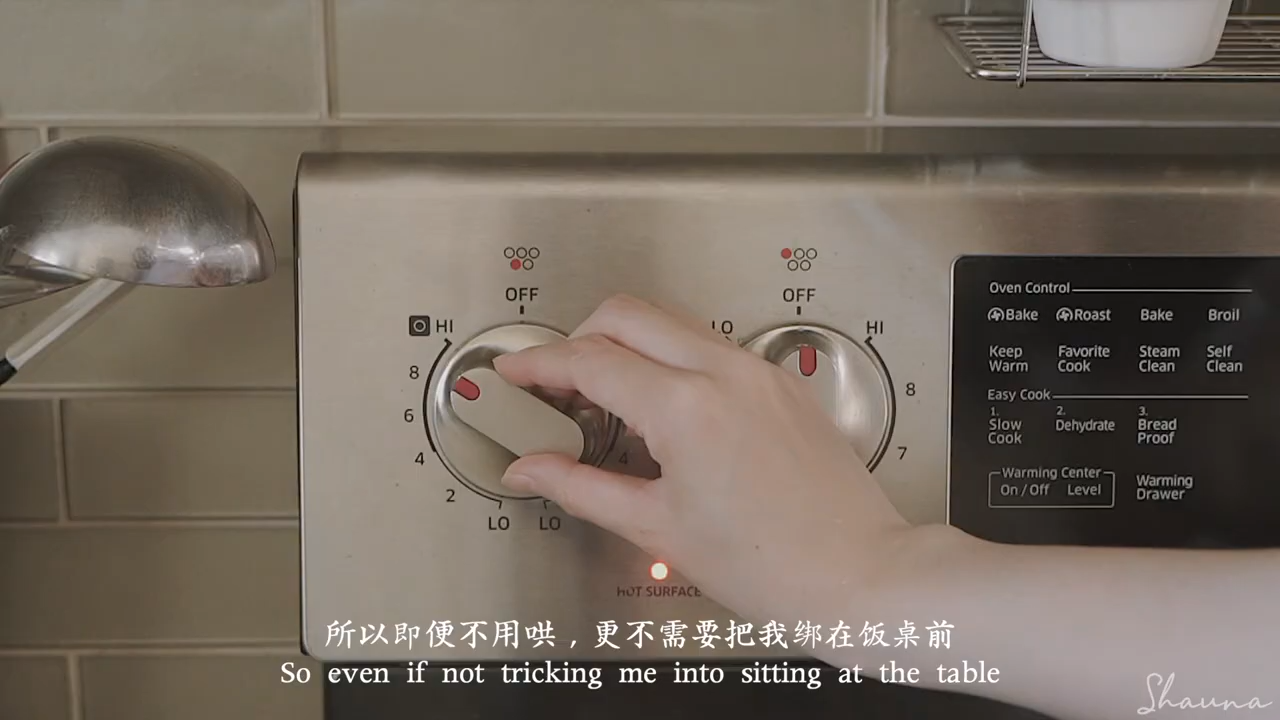 OFF
OFF
HI
LO
HI
8
8
6
4
4
7
2
LO
LO
HOT SURFACE
Oven Control
Bake
Roast
Bake
Broil
Keep Warm
Favorite Cook
Steam Clean
Self Clean
Easy Cook
1. Slow Cook
2. Dehydrate
3. Bread Proof
Warming Center
On / Off
Level
Warming Drawer
所以即便不用哄，更不需要把我绑在饭桌前
So even if not tricking me into sitting at the table
Shauna